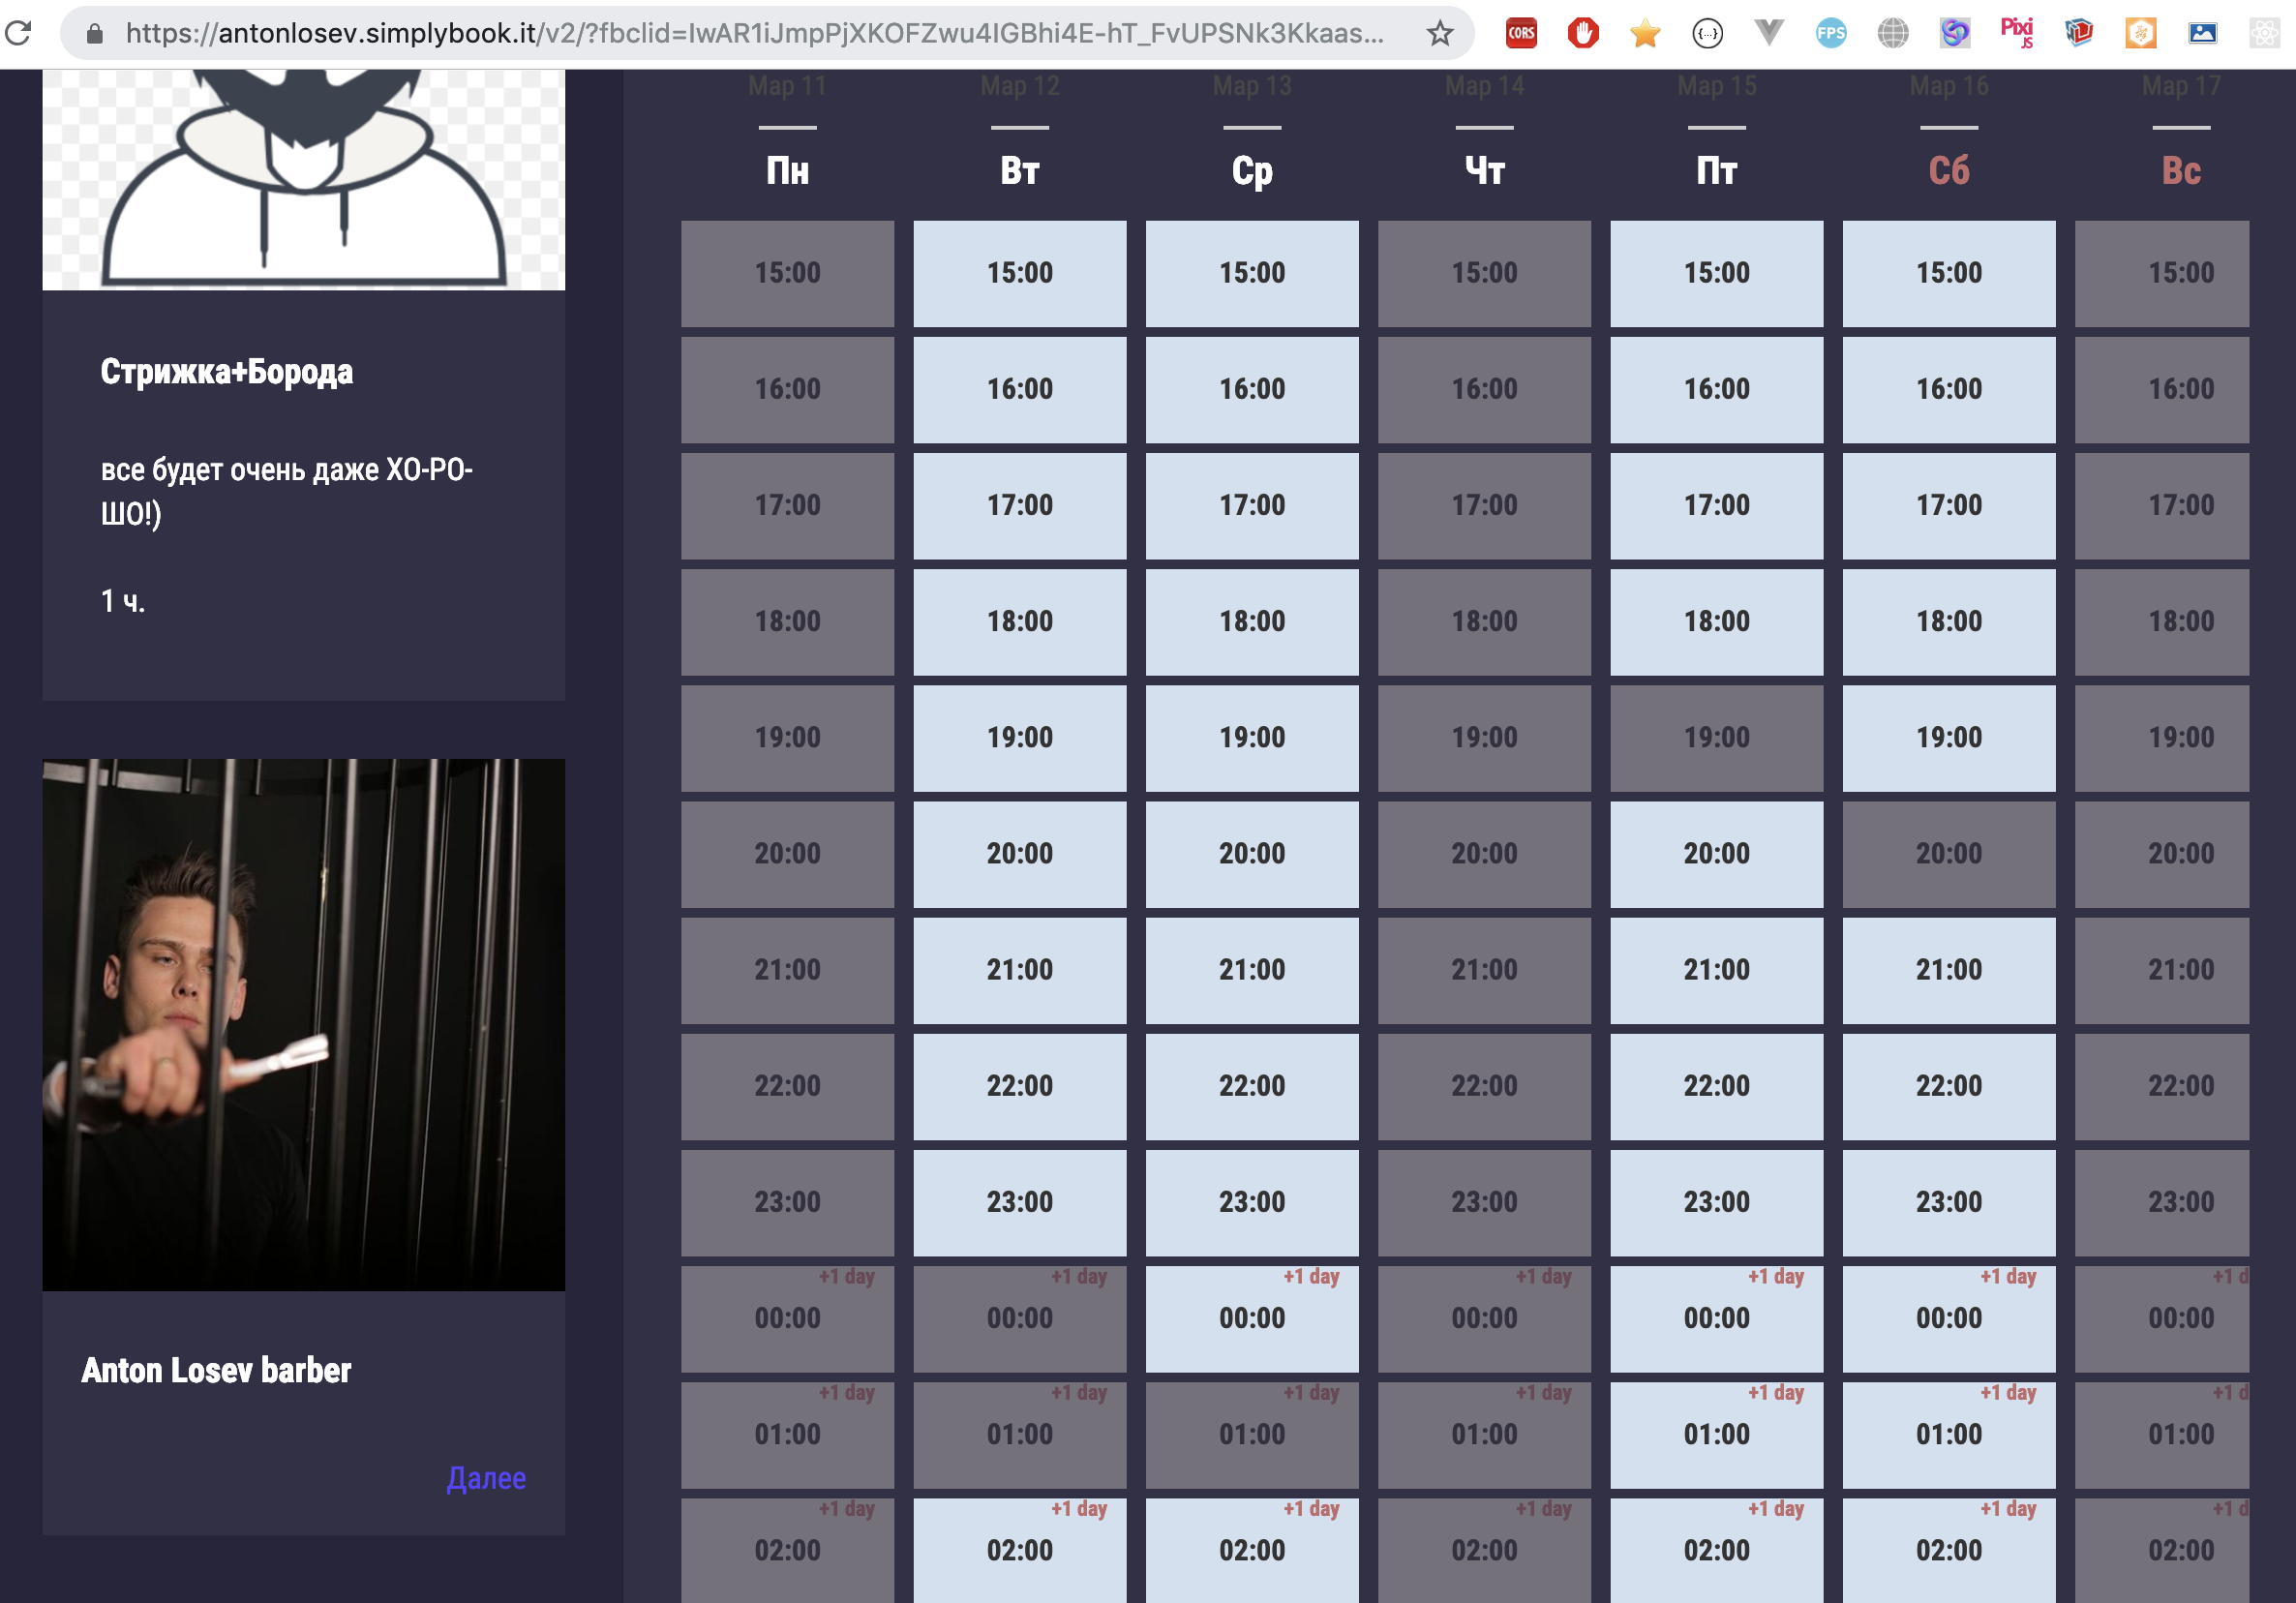 https://antonlosev.simplybook.it/v2/?fbclid=IwAR1iJmpPjXKOFZwu4IGBhi4E-hT_FvUPSNk3Kkaas...
CORS
{...}
FPS
Pixi
JS
Мар 11 Мар 12 Мар 13 Мар 14 Мар 15 Мар 16 Мар 17
Пн Вт Ср Чт Пт Сб Вс
15:00 15:00 15:00 15:00 15:00 15:00 15:00
16:00 16:00 16:00 16:00 16:00 16:00 16:00
17:00 17:00 17:00 17:00 17:00 17:00 17:00
18:00 18:00 18:00 18:00 18:00 18:00 18:00
19:00 19:00 19:00 19:00 19:00 19:00 19:00
20:00 20:00 20:00 20:00 20:00 20:00 20:00
21:00 21:00 21:00 21:00 21:00 21:00 21:00
22:00 22:00 22:00 22:00 22:00 22:00 22:00
23:00 23:00 23:00 23:00 23:00 23:00 23:00
+1 day +1 day +1 day +1 day +1 day +1 day +1 d
00:00 00:00 00:00 00:00 00:00 00:00 00:00
+1 day +1 day +1 day +1 day +1 day +1 day +1 d
01:00 01:00 01:00 01:00 01:00 01:00 01:00
+1 day +1 day +1 day +1 day +1 day +1 day +1 d
02:00 02:00 02:00 02:00 02:00 02:00 02:00
Стрижка+Борода
все будет очень даже ХО-РО-
ШО!)
1 ч.
Anton Losev barber
Далее